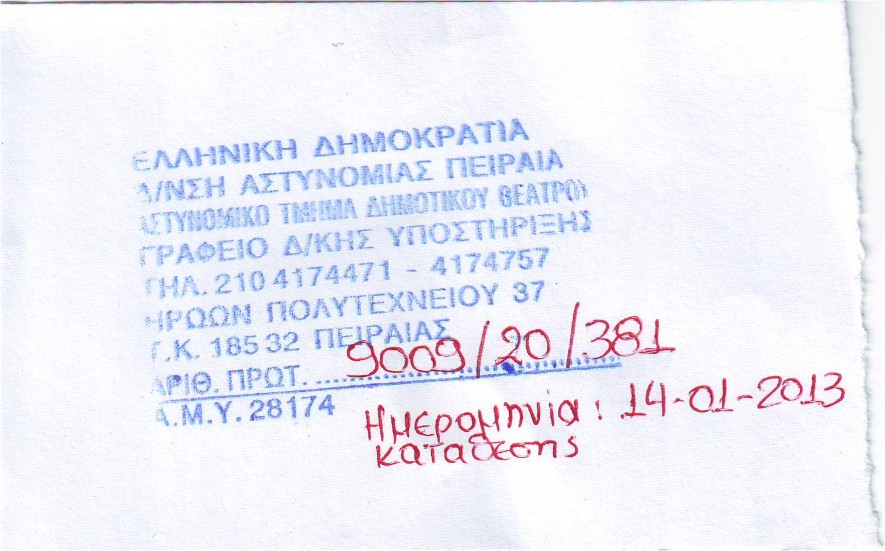 ΕΛΛΗΝΙΚΗ ΔΗΜΟΚΡΑΤΙΑ
Δ/ΝΣΗ ΑΣΤΥΝΟΜΙΑΣ ΠΕΙΡΑΙΑ
ΑΣΤΥΝΟΜΙΚΟ ΤΜΗΜΑ ΔΗΜΟΤΙΚΟΥ ΘΕΑΤΡΟΥ
ΓΡΑΦΕΙΟ Δ/ΚΗΣ ΥΠΟΣΤΗΡΙΞΗΣ
ΤΗΛ. 210 4174471 - 4174757
ΗΡΩΩΝ ΠΟΛΥΤΕΧΝΕΙΟΥ 37
Τ.Κ. 185 32 ΠΕΙΡΑΙΑΣ
ΑΡΙΘ. ΠΡΩΤ. 9009/20/381
Α.Μ.Υ. 28174
Ημερομηνία : 14-01-2013
καταθεσης